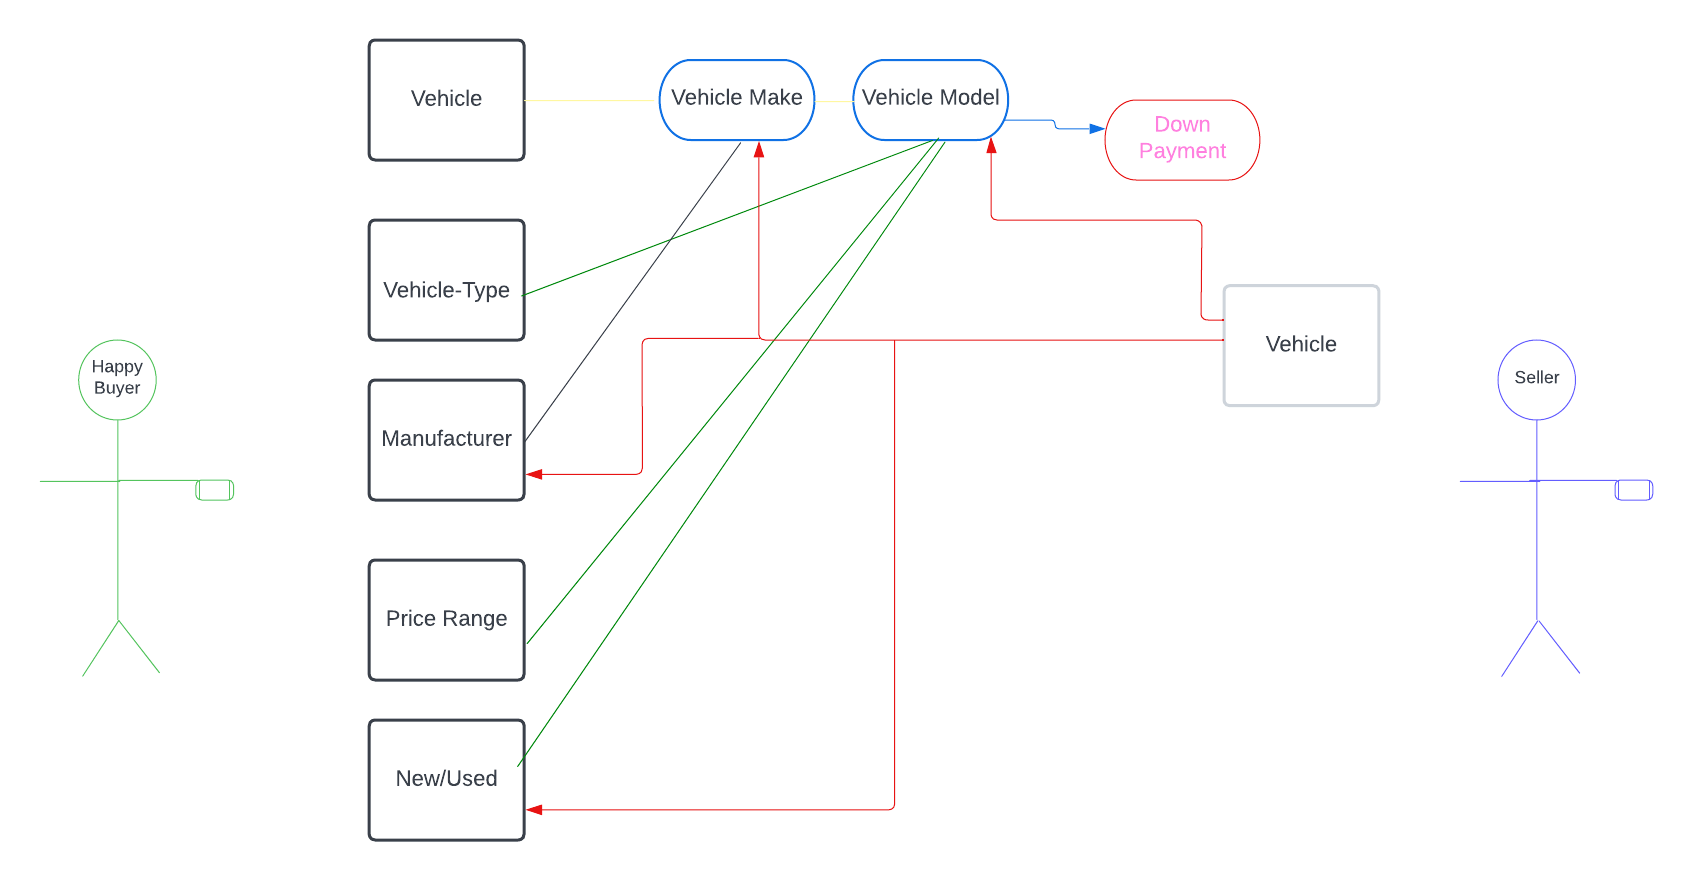 Vehicle
Vehicle Make
Vehicle Model
Down
Payment
Vehicle-Type
Vehicle
Happy
Buyer
Seller
Manufacturer
Price Range
New/Used